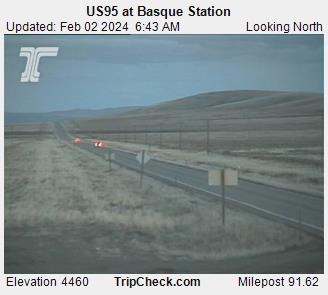 US95 at Basque Station
Updated: Feb 02 2024 6:43 AM Looking North
Elevation 4460 TripCheck.com Milepost 91.62